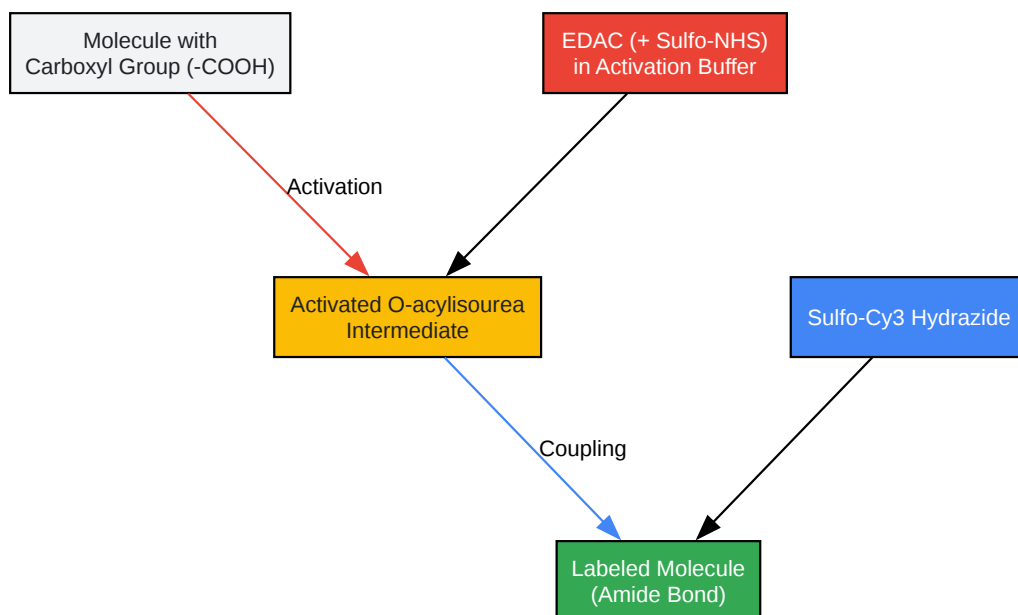 Molecule with
Carboxyl Group (-COOH)
EDAC (+ Sulfo-NHS)
in Activation Buffer
Activation
Activated O-acylisourea
Intermediate
Sulfo-Cy3 Hydrazide
Coupling
Labeled Molecule
(Amide Bond)